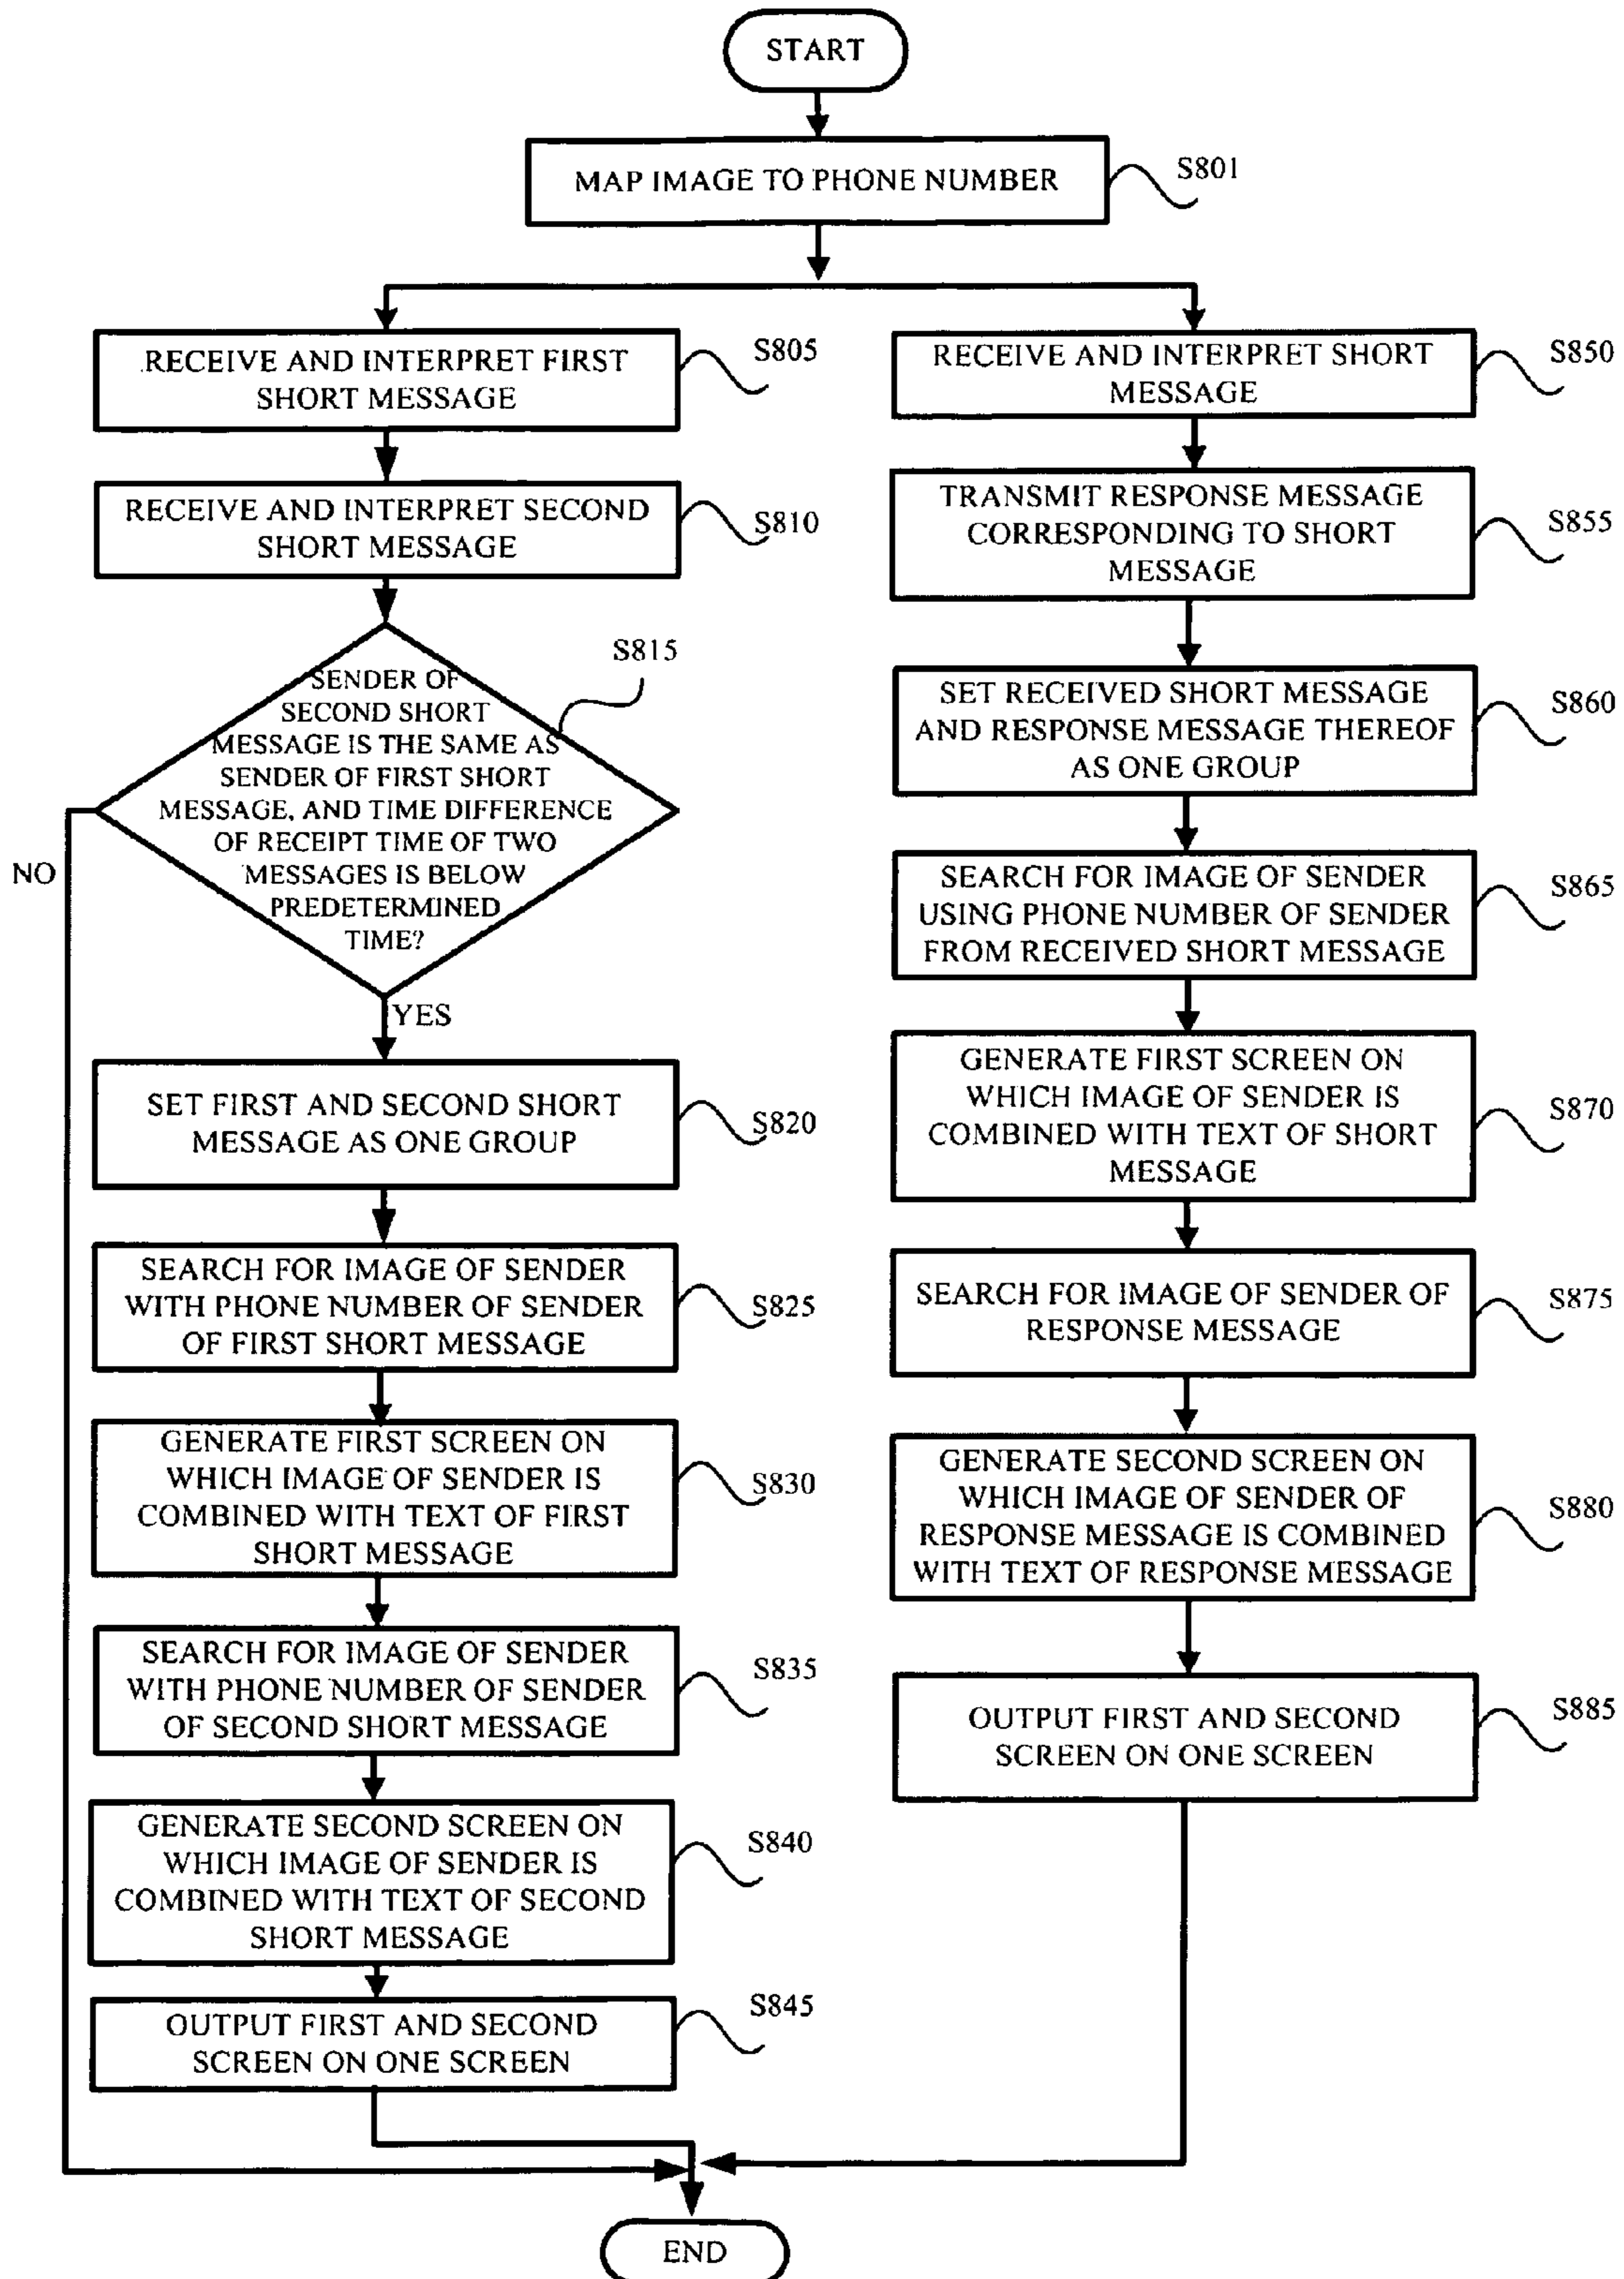 START
MAP IMAGE TO PHONE NUMBER
S801
RECEIVE AND INTERPRET FIRST
SHORT MESSAGE
S805
RECEIVE AND INTERPRET SECOND
SHORT MESSAGE
S810
S815
SENDER OF
SECOND SHORT
MESSAGE IS THE SAME AS
SENDER OF FIRST SHORT
MESSAGE, AND TIME DIFFERENCE
OF RECEIPT TIME OF TWO
MESSAGES IS BELOW
PREDETERMINED
TIME?
NO
YES
SET FIRST AND SECOND SHORT
MESSAGE AS ONE GROUP
S820
SEARCH FOR IMAGE OF SENDER
WITH PHONE NUMBER OF SENDER
OF FIRST SHORT MESSAGE
S825
GENERATE FIRST SCREEN ON
WHICH IMAGE OF SENDER IS
COMBINED WITH TEXT OF FIRST
SHORT MESSAGE
S830
SEARCH FOR IMAGE OF SENDER
WITH PHONE NUMBER OF SENDER
OF SECOND SHORT MESSAGE
S835
GENERATE SECOND SCREEN ON
WHICH IMAGE OF SENDER IS
COMBINED WITH TEXT OF SECOND
SHORT MESSAGE
S840
OUTPUT FIRST AND SECOND
SCREEN ON ONE SCREEN
S845
RECEIVE AND INTERPRET SHORT
MESSAGE
S850
TRANSMIT RESPONSE MESSAGE
CORRESPONDING TO SHORT
MESSAGE
S855
SET RECEIVED SHORT MESSAGE
AND RESPONSE MESSAGE THEREOF
AS ONE GROUP
S860
SEARCH FOR IMAGE OF SENDER
USING PHONE NUMBER OF SENDER
FROM RECEIVED SHORT MESSAGE
S865
GENERATE FIRST SCREEN ON
WHICH IMAGE OF SENDER IS
COMBINED WITH TEXT OF SHORT
MESSAGE
S870
SEARCH FOR IMAGE OF SENDER OF
RESPONSE MESSAGE
S875
GENERATE SECOND SCREEN ON
WHICH IMAGE OF SENDER OF
RESPONSE MESSAGE IS COMBINED
WITH TEXT OF RESPONSE MESSAGE
S880
OUTPUT FIRST AND SECOND
SCREEN ON ONE SCREEN
S885
END